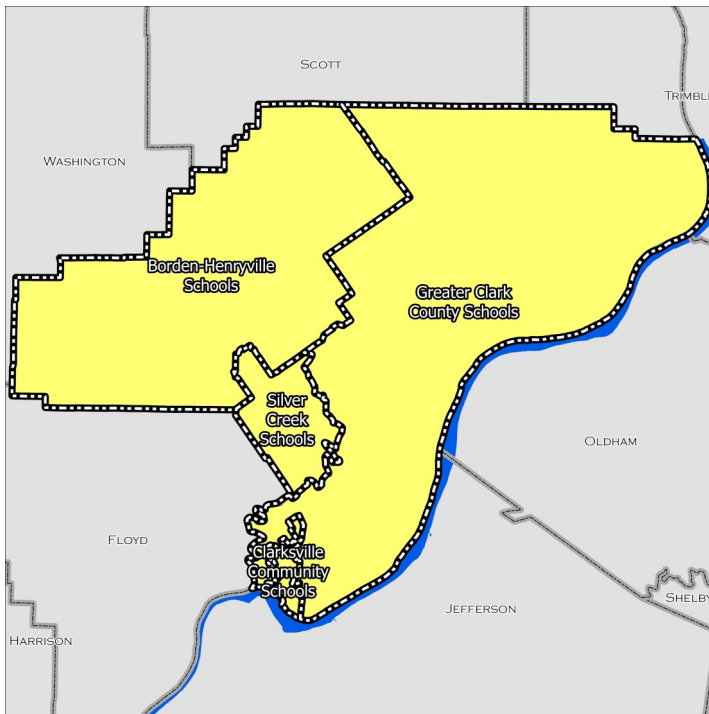 SCOTT
TRIMBL
WASHINGTON
Borden-Henryville
Schools
Greater Clark
County Schools
Silver
Creek
Schools
OLDHAM
FLOYD
Clarksville
Community
Schools
SHELBY
JEFFERSON
HARRISON